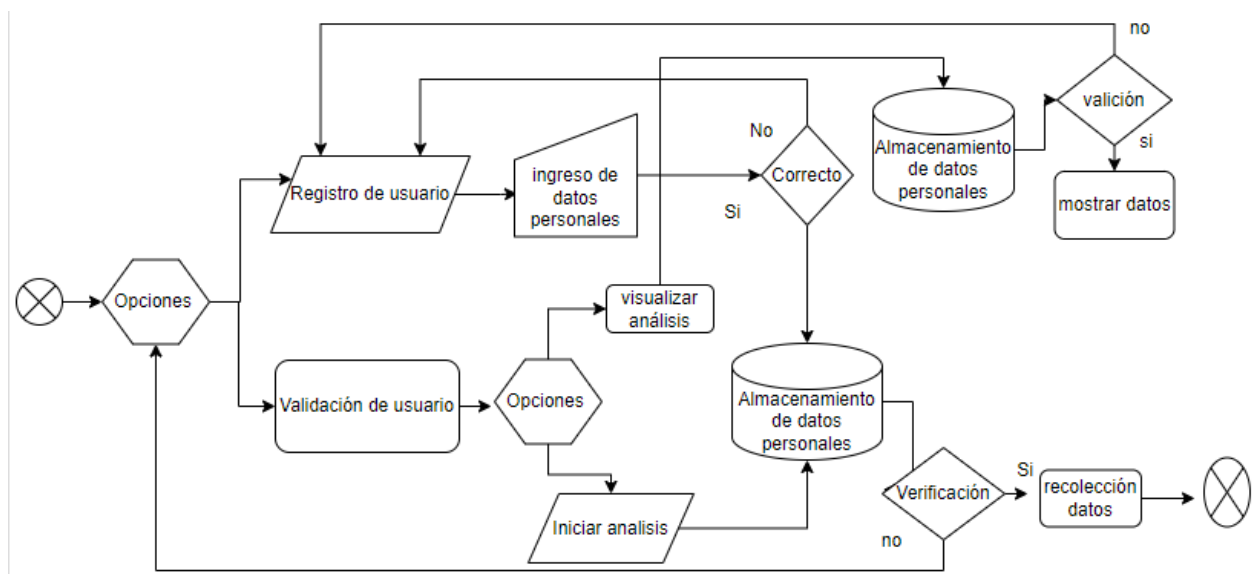 no
valición
si
mostrar datos
Almacenamiento
de datos
personales
No
Correcto
Si
Registro de usuario
ingreso de
datos
personales
Opciones
visualizar
análisis
Validación de usuario
Opciones
Almacenamiento
de datos
personales
Iniciar analisis
Verificación
Si
no
recolección
datos